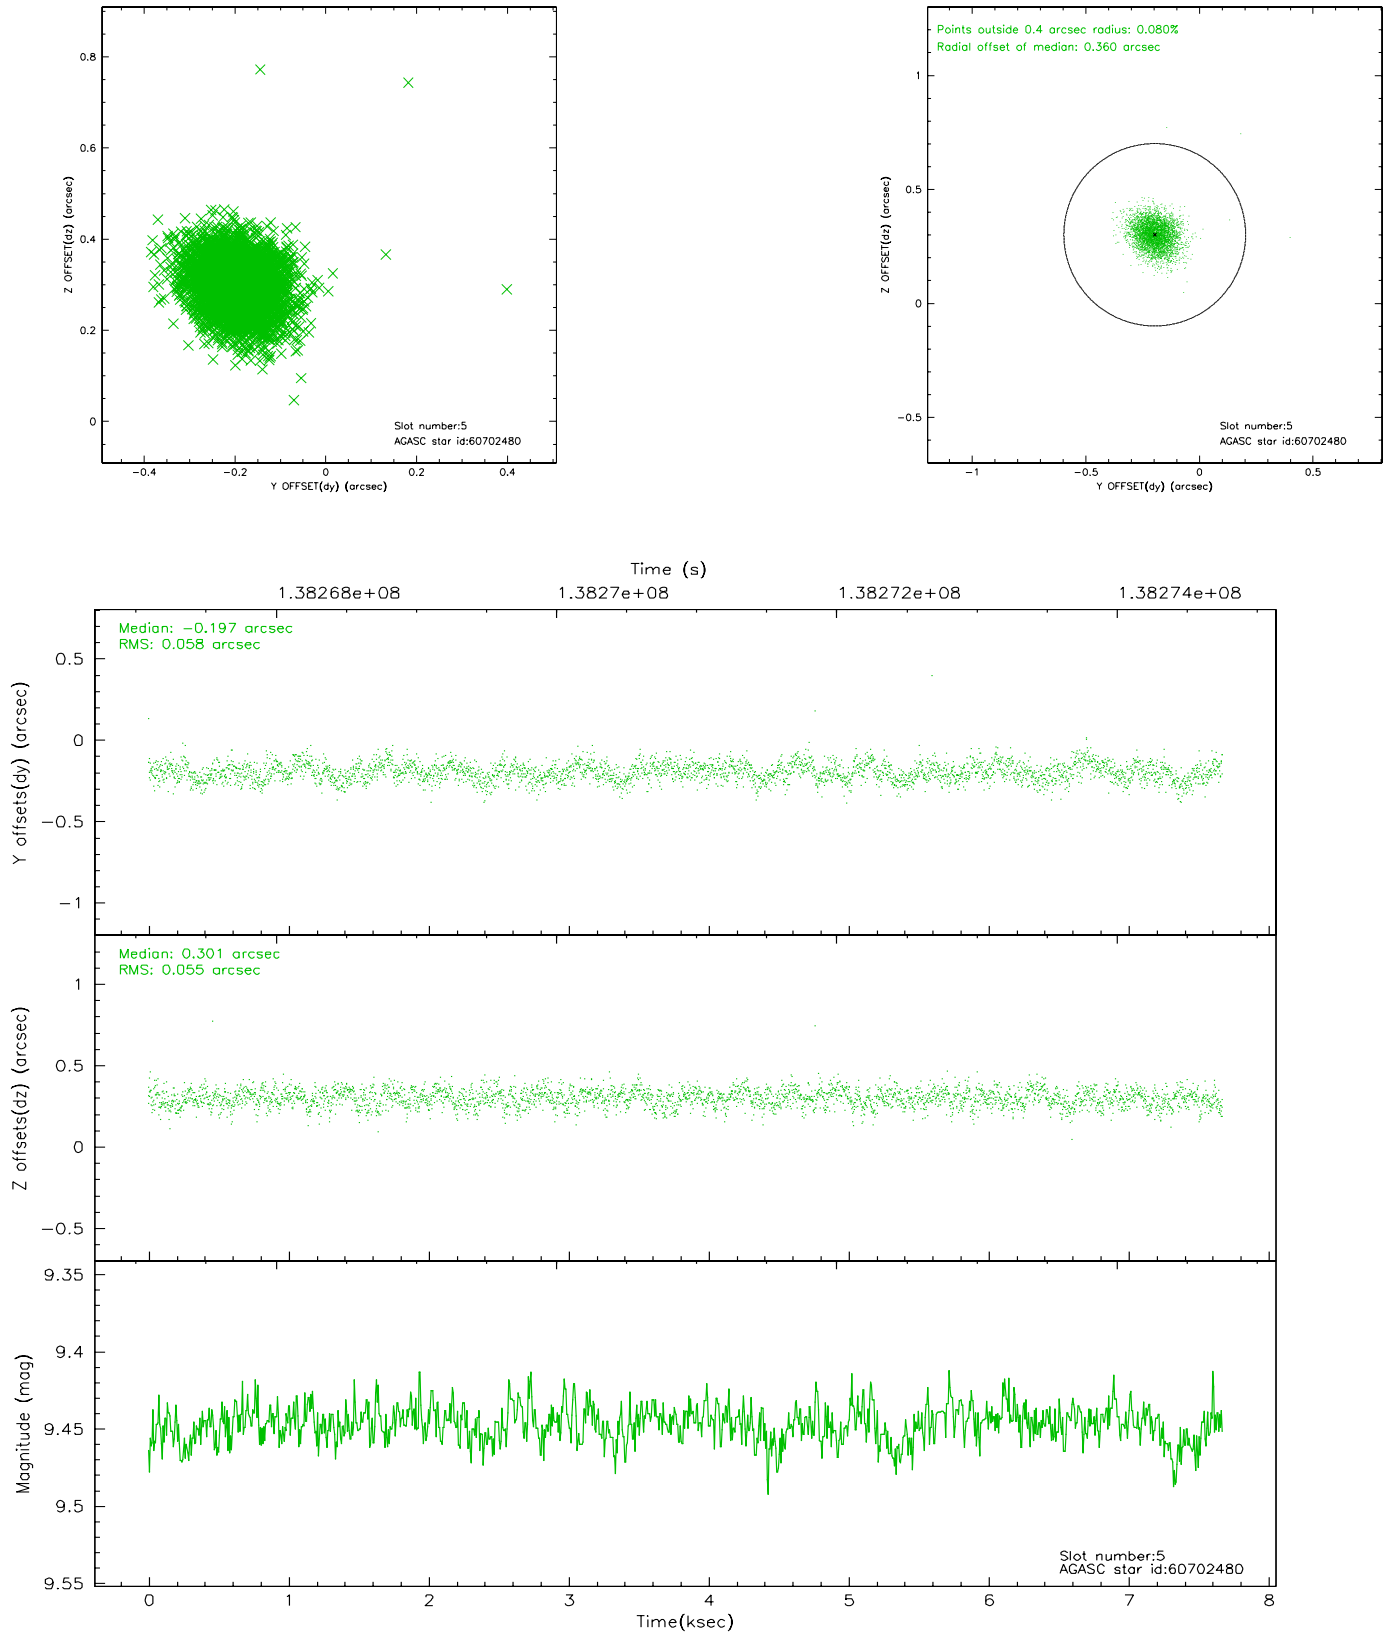 0.8
0.6
0.4
0.2
0
−0.4
−0.2
0
0.2
0.4
Z OFFSET(dz) (arcsec)
Y OFFSET(dy) (arcsec)
Slot number:5
AGASC star id:60702480
Points outside 0.4 arcsec radius: 0.080%
Radial offset of median: 0.360 arcsec
1
0.5
0
−0.5
−1
−0.5
0
0.5
Z OFFSET(dz) (arcsec)
Y OFFSET(dy) (arcsec)
Slot number:5
AGASC star id:60702480
Time (s)
1.38268e+08
1.3827e+08
1.38272e+08
1.38274e+08
Median: −0.197 arcsec
RMS: 0.058 arcsec
0.5
0
−0.5
−1
Y offsets(dy) (arcsec)
Median: 0.301 arcsec
RMS: 0.055 arcsec
1
0.5
0
−0.5
Z offsets(dz) (arcsec)
9.35
9.4
9.45
9.5
9.55
Magnitude (mag)
Slot number:5
AGASC star id:60702480
0
1
2
3
4
5
6
7
8
Time(ksec)